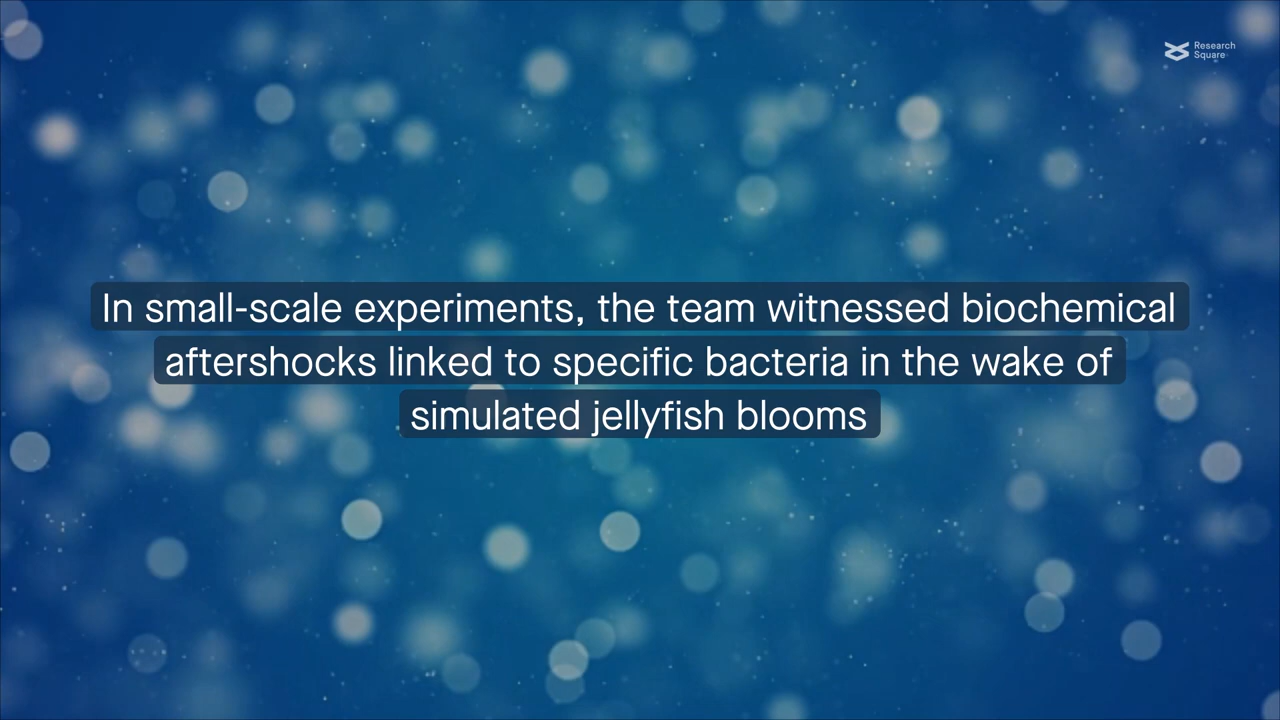 Research
Square
In small-scale experiments, the team witnessed biochemical
aftershocks linked to specific bacteria in the wake of
simulated jellyfish blooms